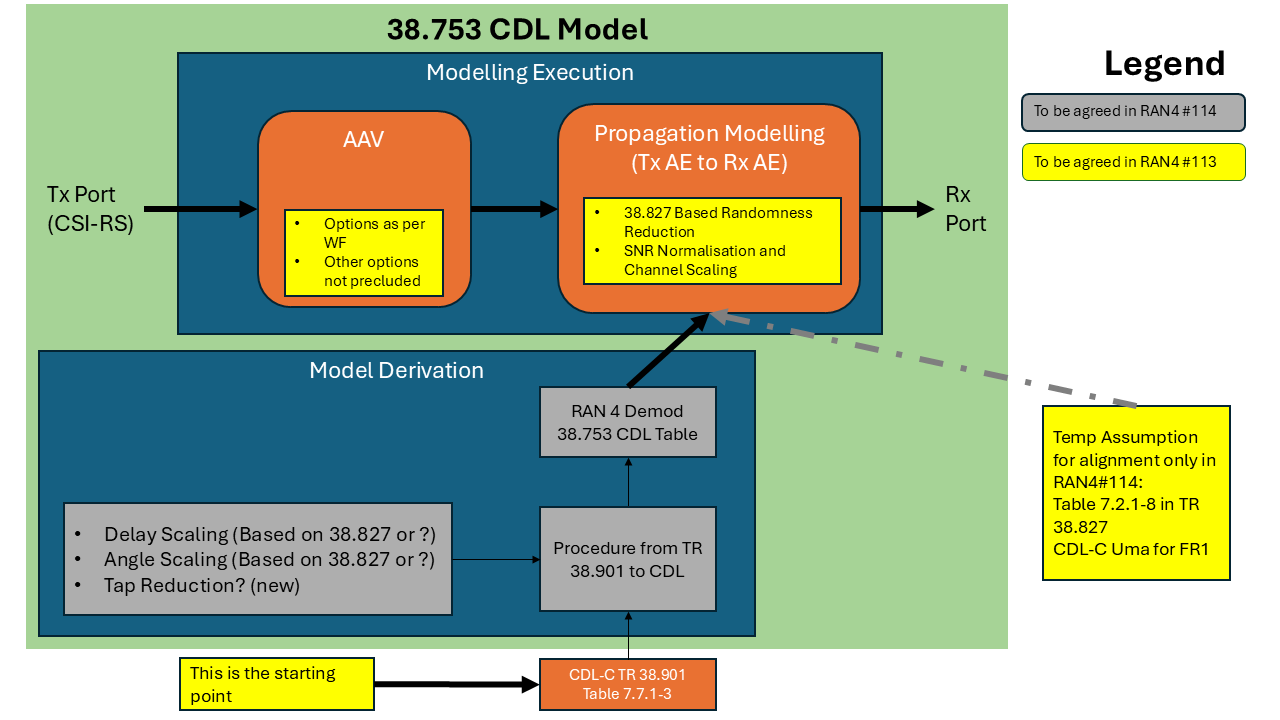 38.753 CDL Model
Legend
Modelling Execution
To be agreed in RAN4 #114
To be agreed in RAN4 #113
AAV
Propagation Modelling
(Tx AE to Rx AE)
Tx Port
(CSI-RS)
• Options as per
WF
• Other options
not precluded
• 38.827 Based Randomness
Reduction
• SNR Normalisation and
Channel Scaling
Rx
Port
Model Derivation
RAN 4 Demod
38.753 CDL Table
Temp Assumption
for alignment only in
RAN4#114:
Table 7.2.1-8 in TR
38.827
CDL-C Uma for FR1
• Delay Scaling (Based on 38.827 or ?)
• Angle Scaling (Based on 38.827 or ?)
• Tap Reduction? (new)
Procedure from TR
38.901 to CDL
This is the starting
point
CDL-C TR 38.901
Table 7.7.1-3